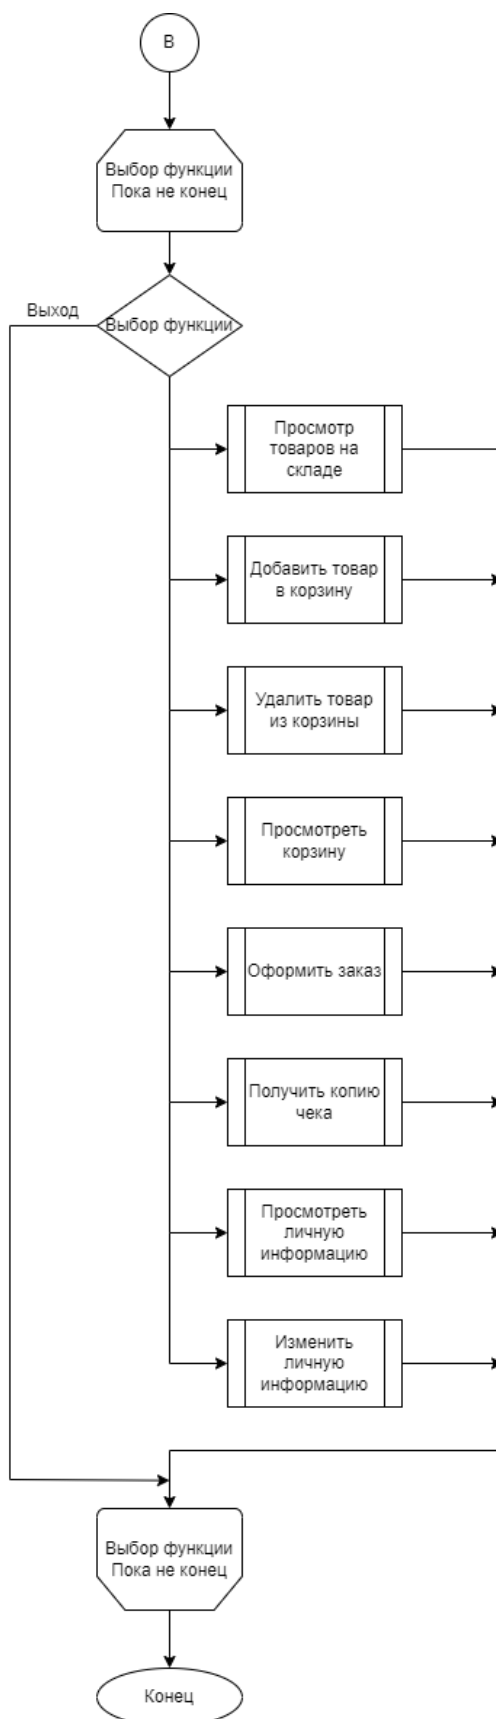 В
Выбор функции
Пока не конец
Выход
Выбор функции
Просмотр
товаров на
складе
Добавить товар
в корзину
Удалить товар
из корзины
Просмотреть
корзину
Оформить заказ
Получить копию
чека
Просмотреть
личную
информацию
Изменить
личную
информацию
Выбор функции
Пока не конец
Конец